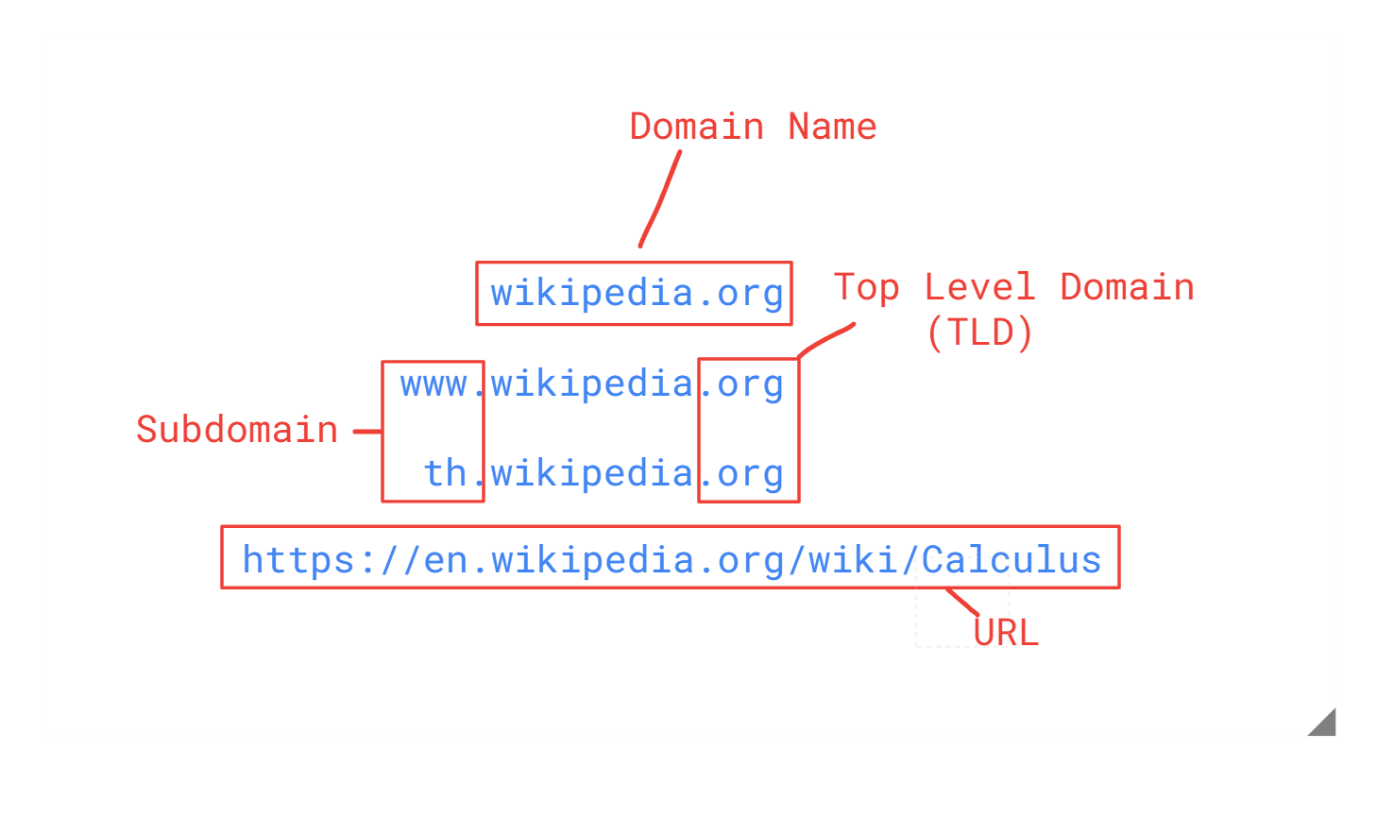 Domain Name
wikipedia.org
Top Level Domain
(TLD)
www.wikipedia.org
Subdomain
th.wikipedia.org
https://en.wikipedia.org/wiki/Calculus
URL